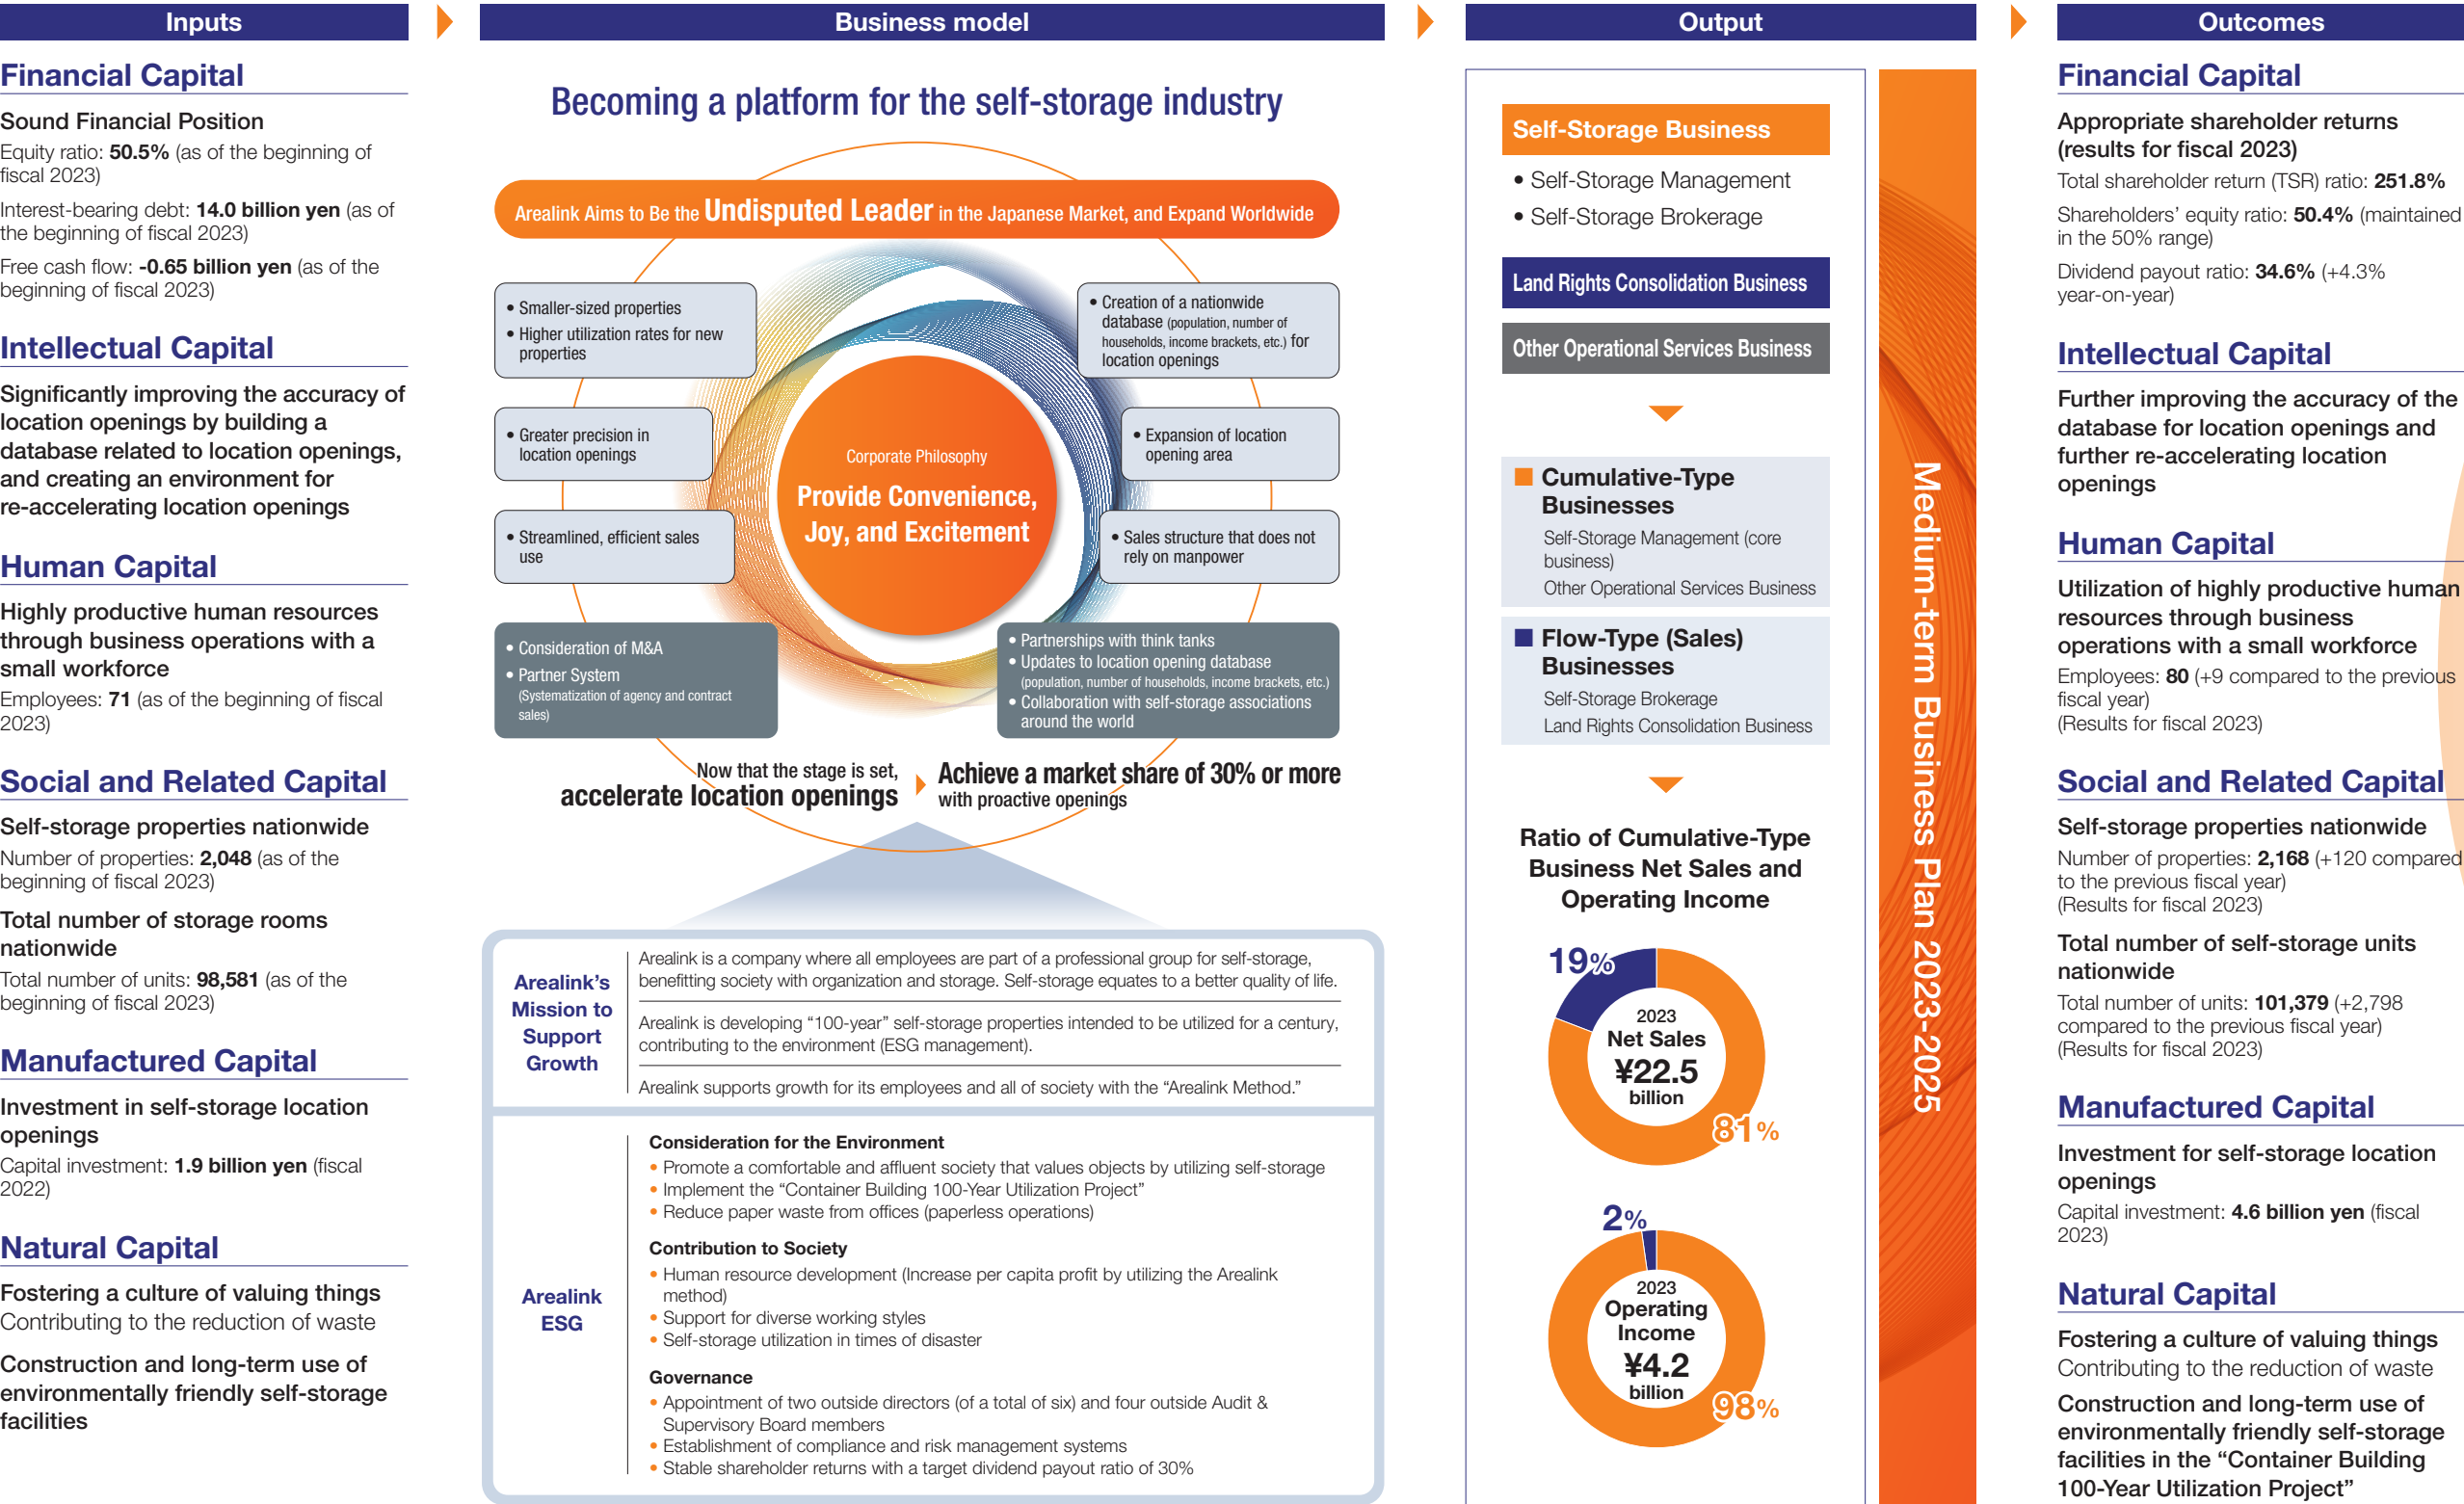 Inputs
Financial Capital
Sound Financial Position
Equity ratio: 50.5% (as of the beginning of
fiscal 2023)
Interest-bearing debt: 14.0 billion yen (as of
the beginning of fiscal 2023)
Free cash flow: -0.65 billion yen (as of the
beginning of fiscal 2023)
Intellectual Capital
Significantly improving the accuracy of
location openings by building a
database related to location openings,
and creating an environment for
re-accelerating location openings
Human Capital
Highly productive human resources
through business operations with a
small workforce
Employees: 71 (as of the beginning of fiscal
2023)
Social and Related Capital
Self-storage properties nationwide
Number of properties: 2,048 (as of the
beginning of fiscal 2023)
Total number of storage rooms
nationwide
Total number of units: 98,581 (as of the
beginning of fiscal 2023)
Manufactured Capital
Investment in self-storage location
openings
Capital investment: 1.9 billion yen (fiscal
2022)
Natural Capital
Fostering a culture of valuing things
Contributing to the reduction of waste
Construction and long-term use of
environmentally friendly self-storage
facilities
Business model
Becoming a platform for the self-storage industry
Arealink Aims to Be the Undisputed Leader in the Japanese Market, and Expand Worldwide
• Smaller-sized properties
• Higher utilization rates for new
properties
• Creation of a nationwide
database (population, number of
households, income brackets, etc.) for
location openings
• Greater precision in
location openings
• Expansion of location
opening area
• Streamlined, efficient sales
use
• Sales structure that does not
rely on manpower
Corporate Philosophy
Provide Convenience,
Joy, and Excitement
• Consideration of M&A
• Partner System
(Systematization of agency and contract
sales)
• Partnerships with think tanks
• Updates to location opening database
(population, number of households, income brackets, etc.)
• Collaboration with self-storage associations
around the world
Now that the stage is set,
accelerate location openings
Achieve a market share of 30% or more
with proactive openings
Arealink's
Mission to
Support
Growth
Arealink is a company where all employees are part of a professional group for self-storage,
benefitting society with organization and storage. Self-storage equates to a better quality of life.
Arealink is developing “100-year” self-storage properties intended to be utilized for a century,
contributing to the environment (ESG management).
Arealink supports growth for its employees and all of society with the “Arealink Method.”
Arealink
ESG
Consideration for the Environment
• Promote a comfortable and affluent society that values objects by utilizing self-storage
• Implement the “Container Building 100-Year Utilization Project”
• Reduce paper waste from offices (paperless operations)
Contribution to Society
• Human resource development (Increase per capita profit by utilizing the Arealink
method)
• Support for diverse working styles
• Self-storage utilization in times of disaster
Governance
• Appointment of two outside directors (of a total of six) and four outside Audit &
Supervisory Board members
• Establishment of compliance and risk management systems
• Stable shareholder returns with a target dividend payout ratio of 30%
Output
Self-Storage Business
• Self-Storage Management
• Self-Storage Brokerage
Land Rights Consolidation Business
Other Operational Services Business
Cumulative-Type
Businesses
Self-Storage Management (core
business)
Other Operational Services Business
Flow-Type (Sales)
Businesses
Self-Storage Brokerage
Land Rights Consolidation Business
Ratio of Cumulative-Type
Business Net Sales and
Operating Income
19%
2023
Net Sales
¥22.5
billion
81%
2%
2023
Operating
Income
¥4.2
billion
98%
Medium-term Business Plan 2023-2025
Outcomes
Financial Capital
Appropriate shareholder returns
(results for fiscal 2023)
Total shareholder return (TSR) ratio: 251.8%
Shareholders' equity ratio: 50.4% (maintained
in the 50% range)
Dividend payout ratio: 34.6% (+4.3%
year-on-year)
Intellectual Capital
Further improving the accuracy of the
database for location openings and
further re-accelerating location
openings
Human Capital
Utilization of highly productive human
resources through business
operations with a small workforce
Employees: 80 (+9 compared to the previous
fiscal year)
(Results for fiscal 2023)
Social and Related Capital
Self-storage properties nationwide
Number of properties: 2,168 (+120 compared
to the previous fiscal year)
(Results for fiscal 2023)
Total number of self-storage units
nationwide
Total number of units: 101,379 (+2,798
compared to the previous fiscal year)
(Results for fiscal 2023)
Manufactured Capital
Investment for self-storage location
openings
Capital investment: 4.6 billion yen (fiscal
2023)
Natural Capital
Fostering a culture of valuing things
Contributing to the reduction of waste
Construction and long-term use of
environmentally friendly self-storage
facilities in the “Container Building
100-Year Utilization Project”